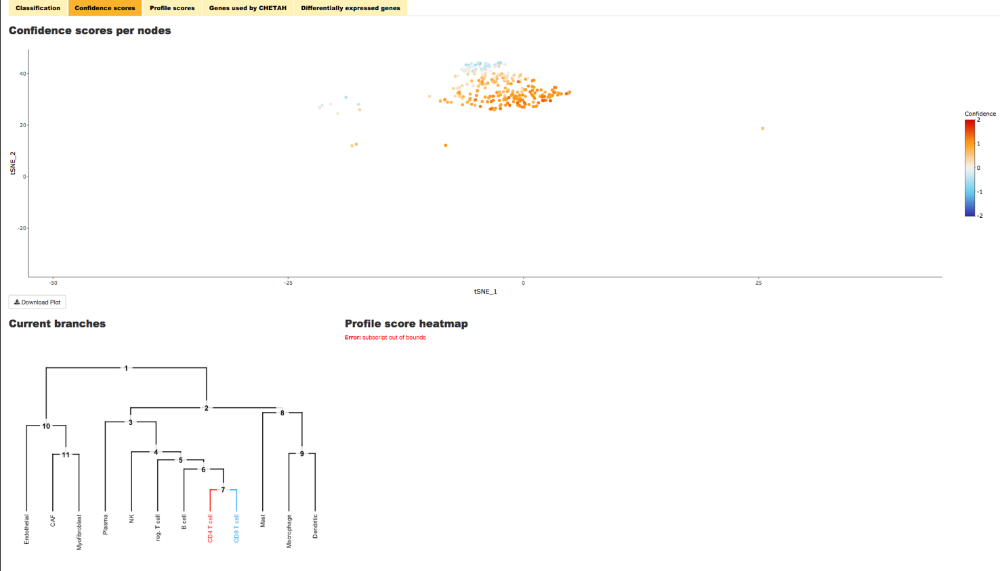 Classification Confidence scores Profile scores Genes used by CHETAH Differentially expressed genes
Confidence scores per nodes
40
20
0
-20
tSNE_2
-50 -25 0 25
tSNE_1
Confidence
2
1
0
-1
-2
Download Plot
Current branches
Profile score heatmap
Error: subscript out of bounds
1
2
8
3
10
4
9
11
5
6
7
Endothelial CAF Myofibroblast Plasma NK reg. T cell B cell CD4 T cell CD8 T cell Mast Macrophage Dendritic